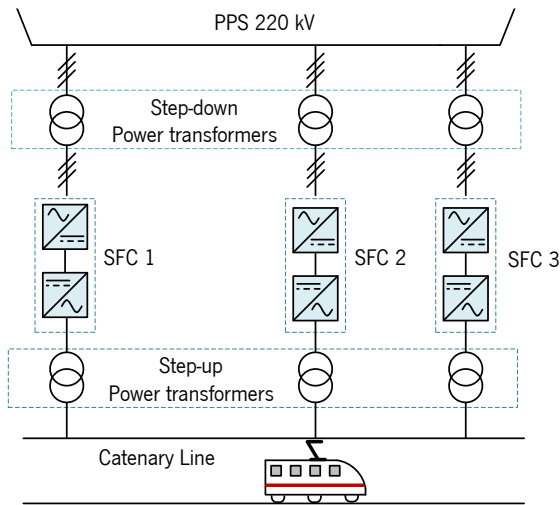 PPS 220 kV
Step-down
Power transformers
SFC 1
SFC 2
SFC 3
Step-up
Power transformers
Catenary Line